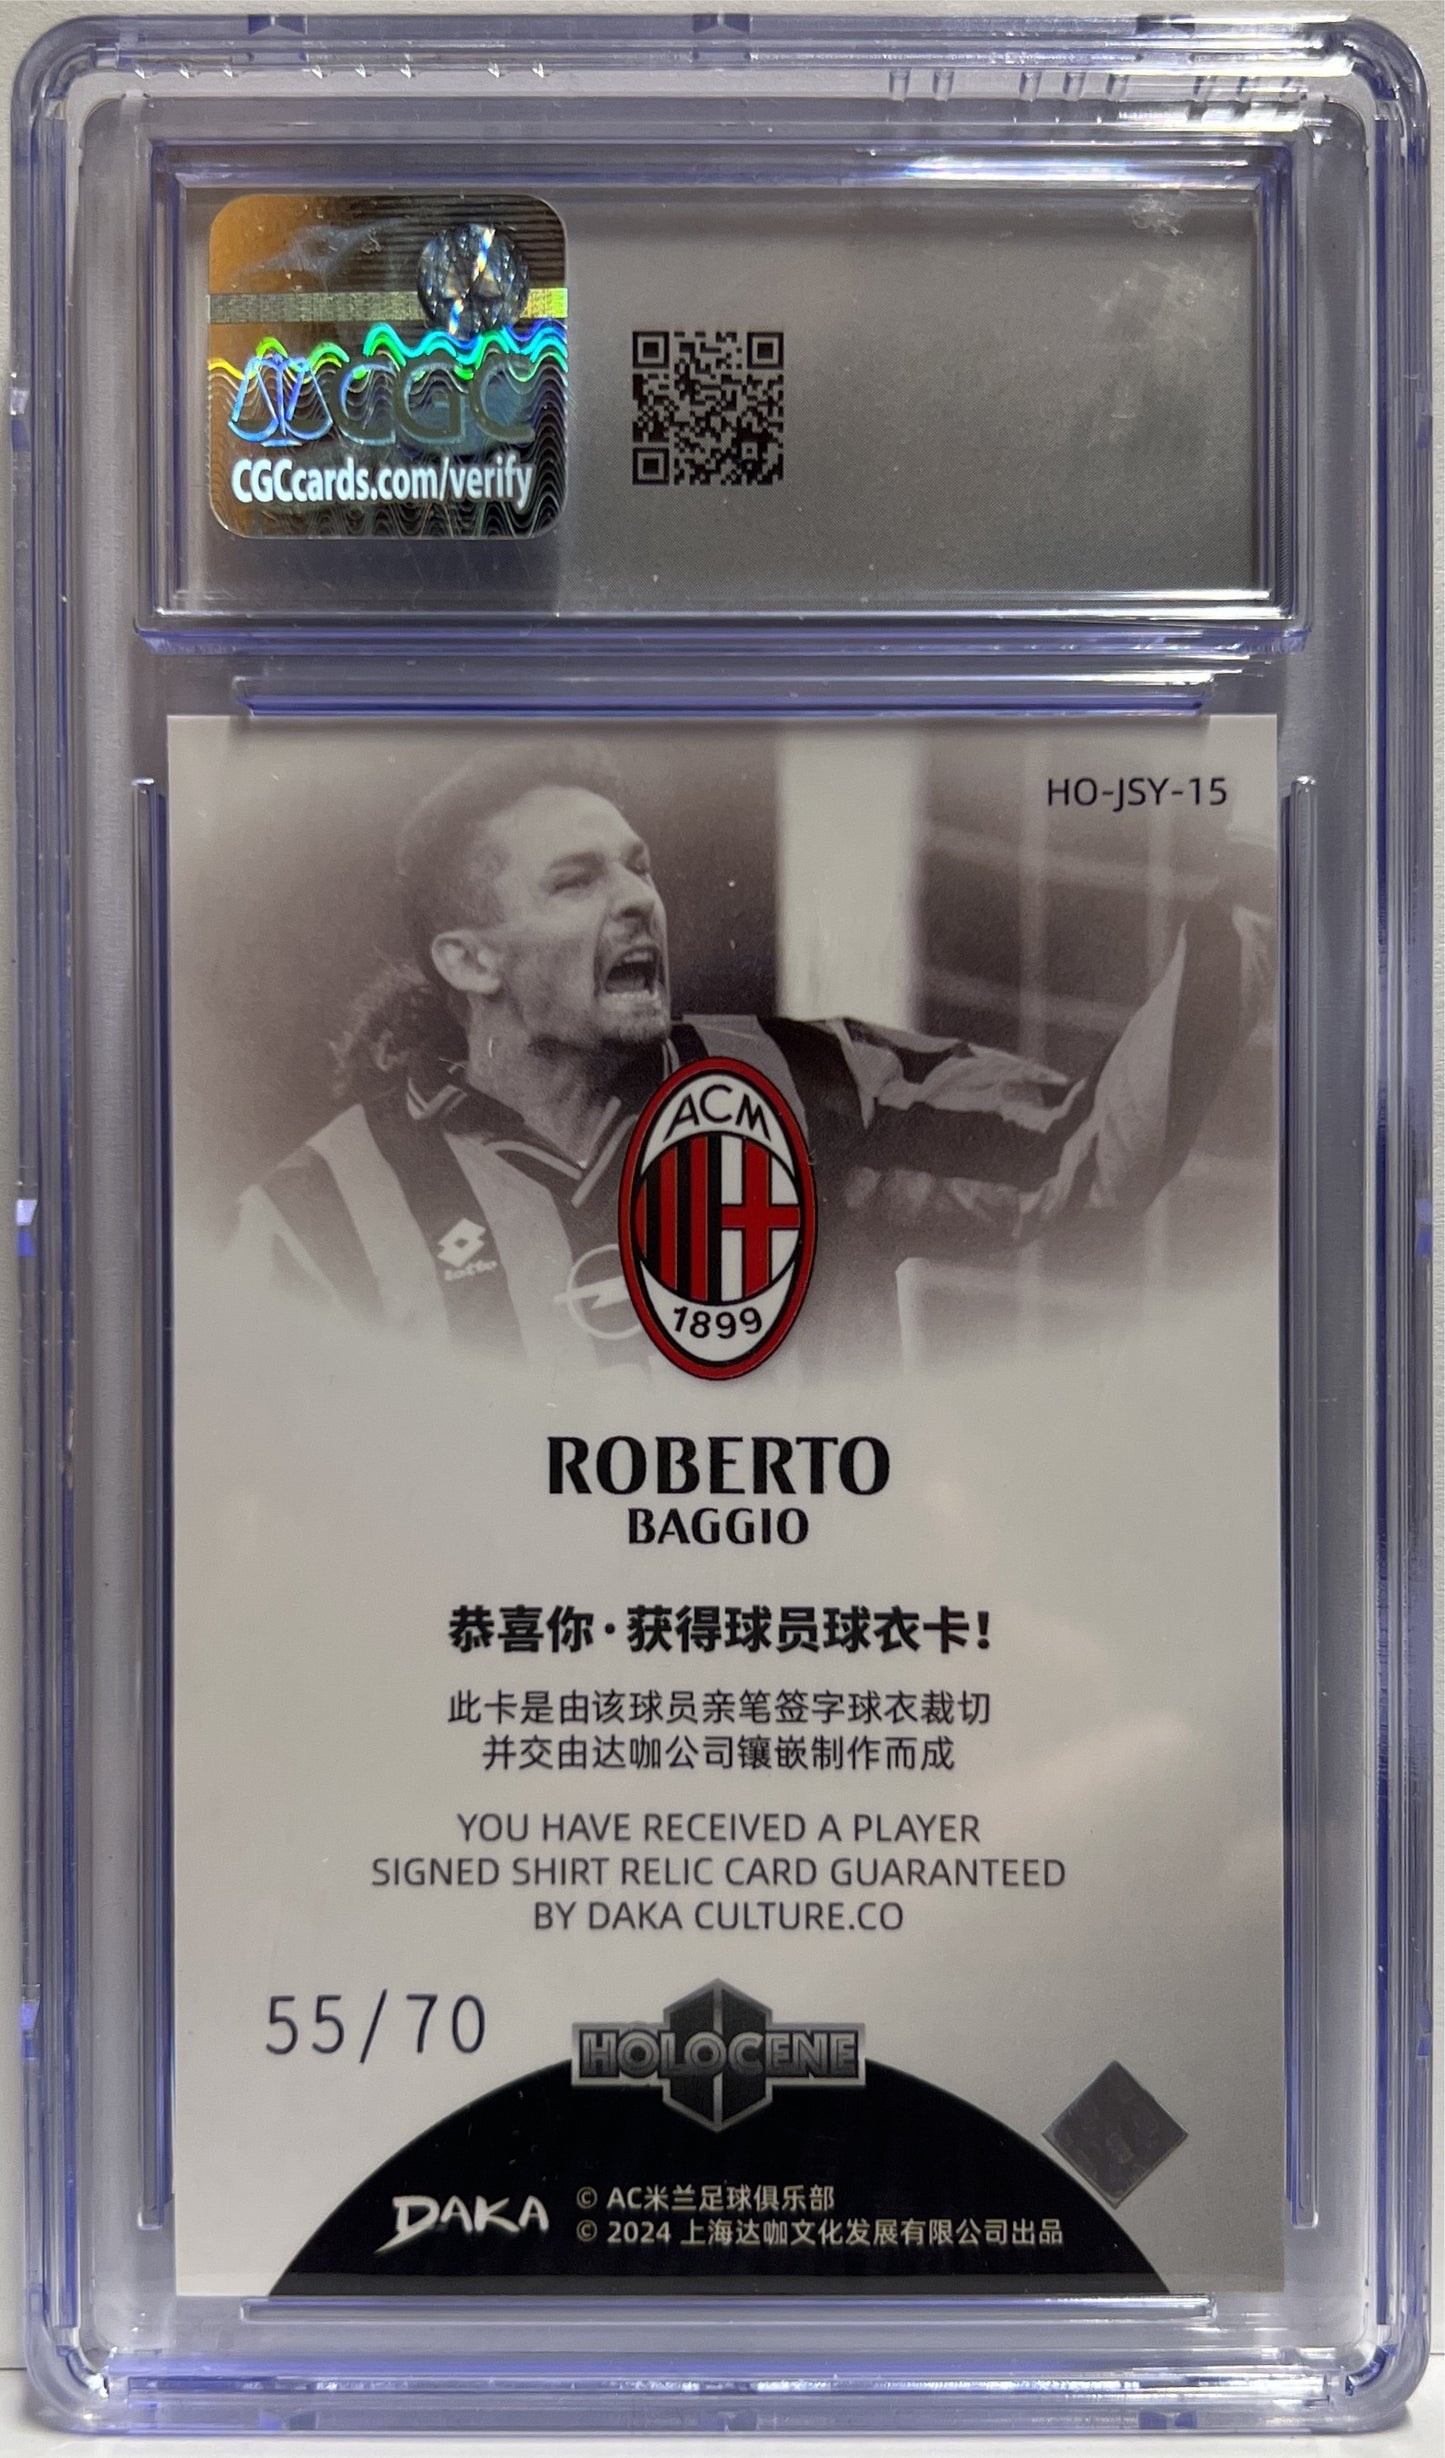 CGC
CGCcards.com/verify
HO-JSY-15
lotto
ACM
1899
ROBERTO
BAGGIO
恭喜你·获得球员球衣卡!
此卡是由该球员亲笔签字球衣裁切
并交由达咖公司镶嵌制作而成
YOU HAVE RECEIVED A PLAYER
SIGNED SHIRT RELIC CARD GUARANTEED
BY DAKA CULTURE.CO
55/70
HOLOCENE
DAKA
© AC米兰足球俱乐部
© 2024 上海达咖文化发展有限公司出品